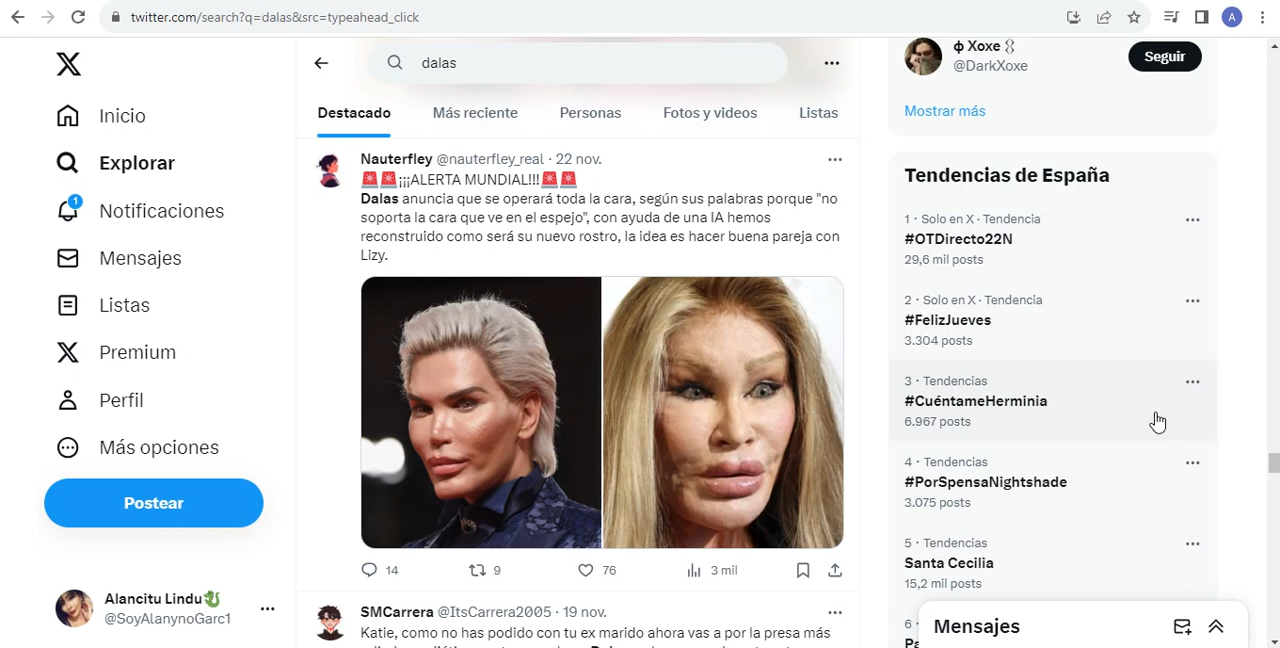 twitter.com/search?q=dalas&src=typeahead_click
A
X
Inicio
Explorar
1
Notificaciones
Mensajes
Listas
Premium
Perfil
Más opciones
Postear
Alancitu Lindu
@SoyAlanynoGarc1
dalas
Destacado
Más reciente
Personas
Fotos y videos
Listas
Nauterfley @nauterfley_real · 22 nov.
🚨🚨¡¡¡ALERTA MUNDIAL!!!🚨🚨
Dalas anuncia que se operará toda la cara, según sus palabras porque "no
soporta la cara que ve en el espejo", con ayuda de una IA hemos
reconstruido como será su nuevo rostro, la idea es hacer buena pareja con
Lizy.
14
9
76
3 mil
SMCarrera @ItsCarrera2005 · 19 nov.
Katie, como no has podido con tu ex marido ahora vas a por la presa más
ϕ Xoxe
@DarkXoxe
Seguir
Mostrar más
Tendencias de España
1 · Solo en X · Tendencia
#OTDirecto22N
29,6 mil posts
2 · Solo en X · Tendencia
#FelizJueves
3.304 posts
3 · Tendencias
#CuéntameHerminia
6.967 posts
4 · Tendencias
#PorSpensaNightshade
3.075 posts
5 · Tendencias
Santa Cecilia
15,2 mil posts
6 ·
Mensajes